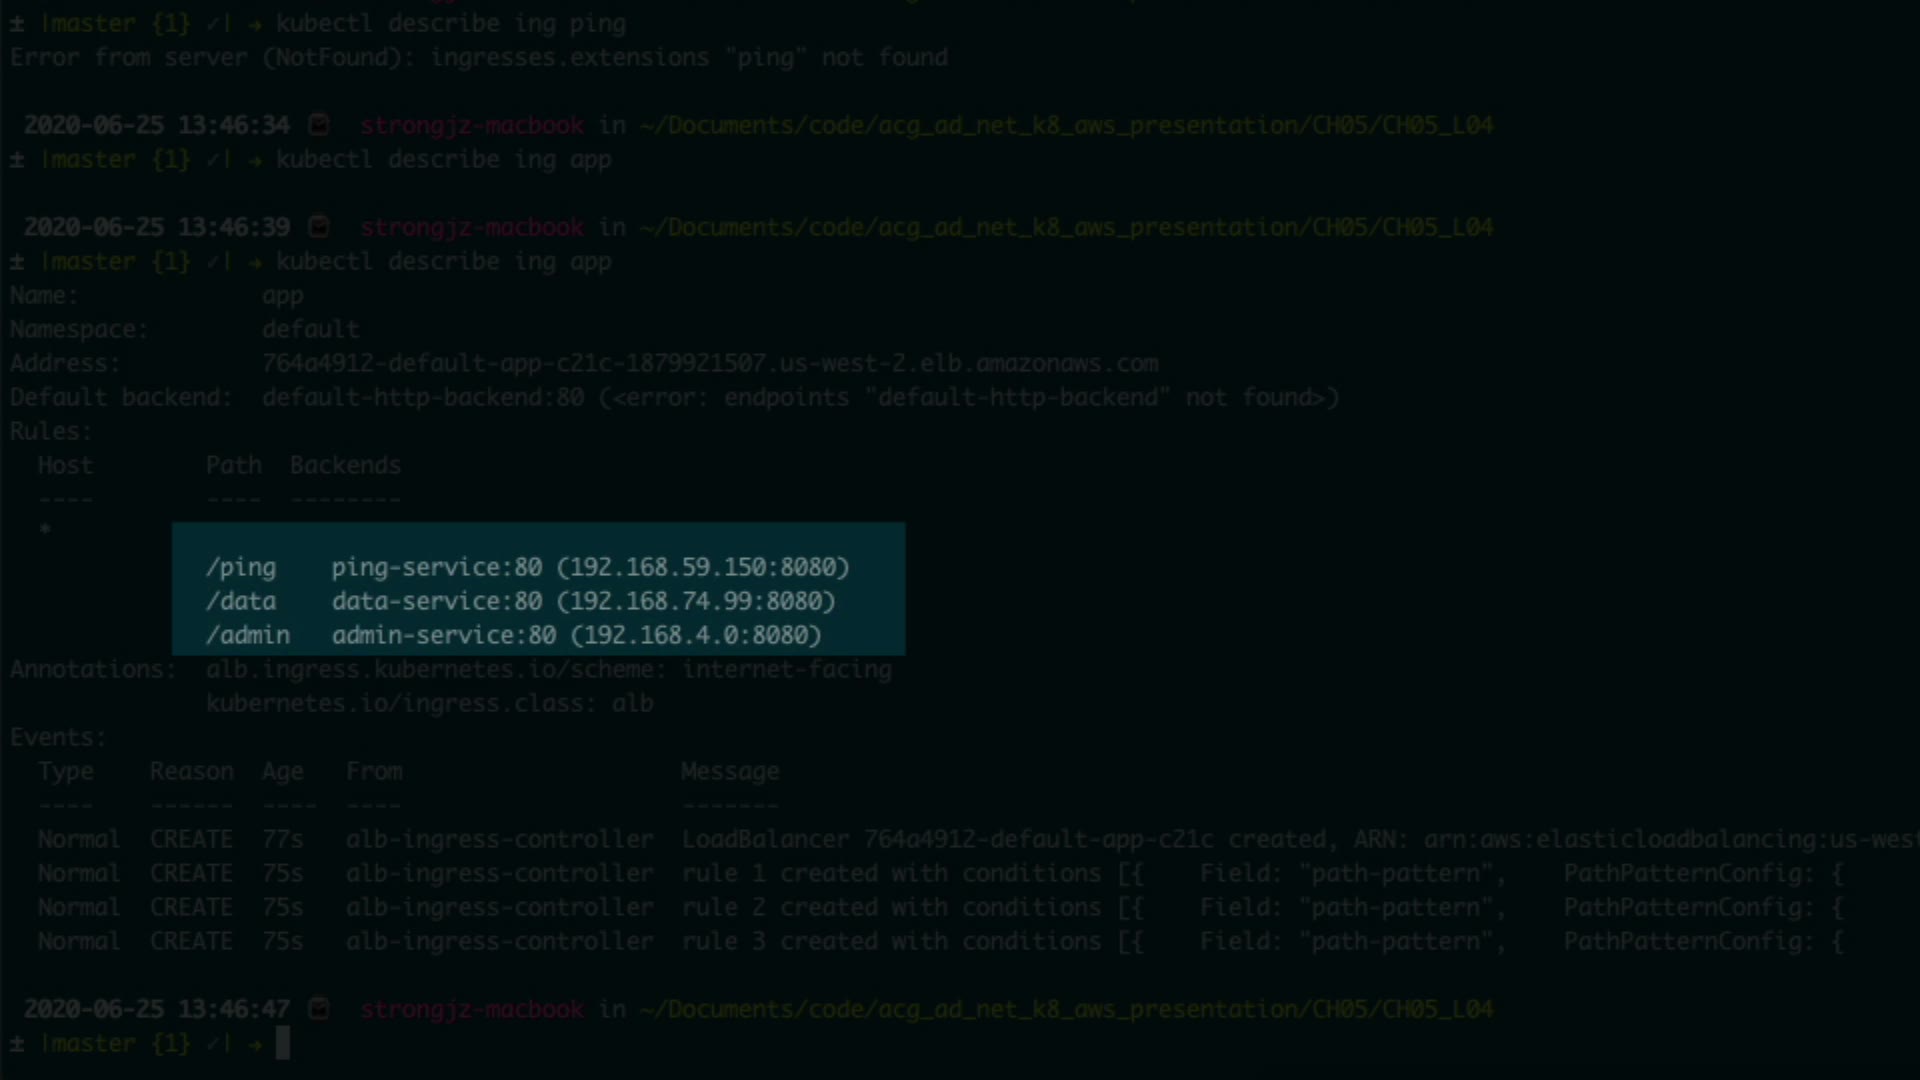 ± |master {1} ✓| → kubectl describe ing ping
Error from server (NotFound): ingresses.extensions "ping" not found
2020-06-25 13:46:34 strongjz-macbook in ~/Documents/code/acg_ad_net_k8_aws_presentation/CH05/CH05_L04
± |master {1} ✓| → kubectl describe ing app
2020-06-25 13:46:39 strongjz-macbook in ~/Documents/code/acg_ad_net_k8_aws_presentation/CH05/CH05_L04
± |master {1} ✓| → kubectl describe ing app
Name: app
Namespace: default
Address: 764a4912-default-app-c21c-1879921507.us-west-2.elb.amazonaws.com
Default backend: default-http-backend:80 (<error: endpoints "default-http-backend" not found>)
Rules:
Host Path Backends
---- ---- --------
*
/ping ping-service:80 (192.168.59.150:8080)
/data data-service:80 (192.168.74.99:8080)
/admin admin-service:80 (192.168.4.0:8080)
Annotations: alb.ingress.kubernetes.io/scheme: internet-facing
kubernetes.io/ingress.class: alb
Events:
Type Reason Age From Message
---- ------ ---- ---- -------
Normal CREATE 77s alb-ingress-controller LoadBalancer 764a4912-default-app-c21c created, ARN: arn:aws:elasticloadbalancing:us-west
Normal CREATE 75s alb-ingress-controller rule 1 created with conditions [{ Field: "path-pattern", PathPatternConfig: {
Normal CREATE 75s alb-ingress-controller rule 2 created with conditions [{ Field: "path-pattern", PathPatternConfig: {
Normal CREATE 75s alb-ingress-controller rule 3 created with conditions [{ Field: "path-pattern", PathPatternConfig: {
2020-06-25 13:46:47 strongjz-macbook in ~/Documents/code/acg_ad_net_k8_aws_presentation/CH05/CH05_L04
± |master {1} ✓| →